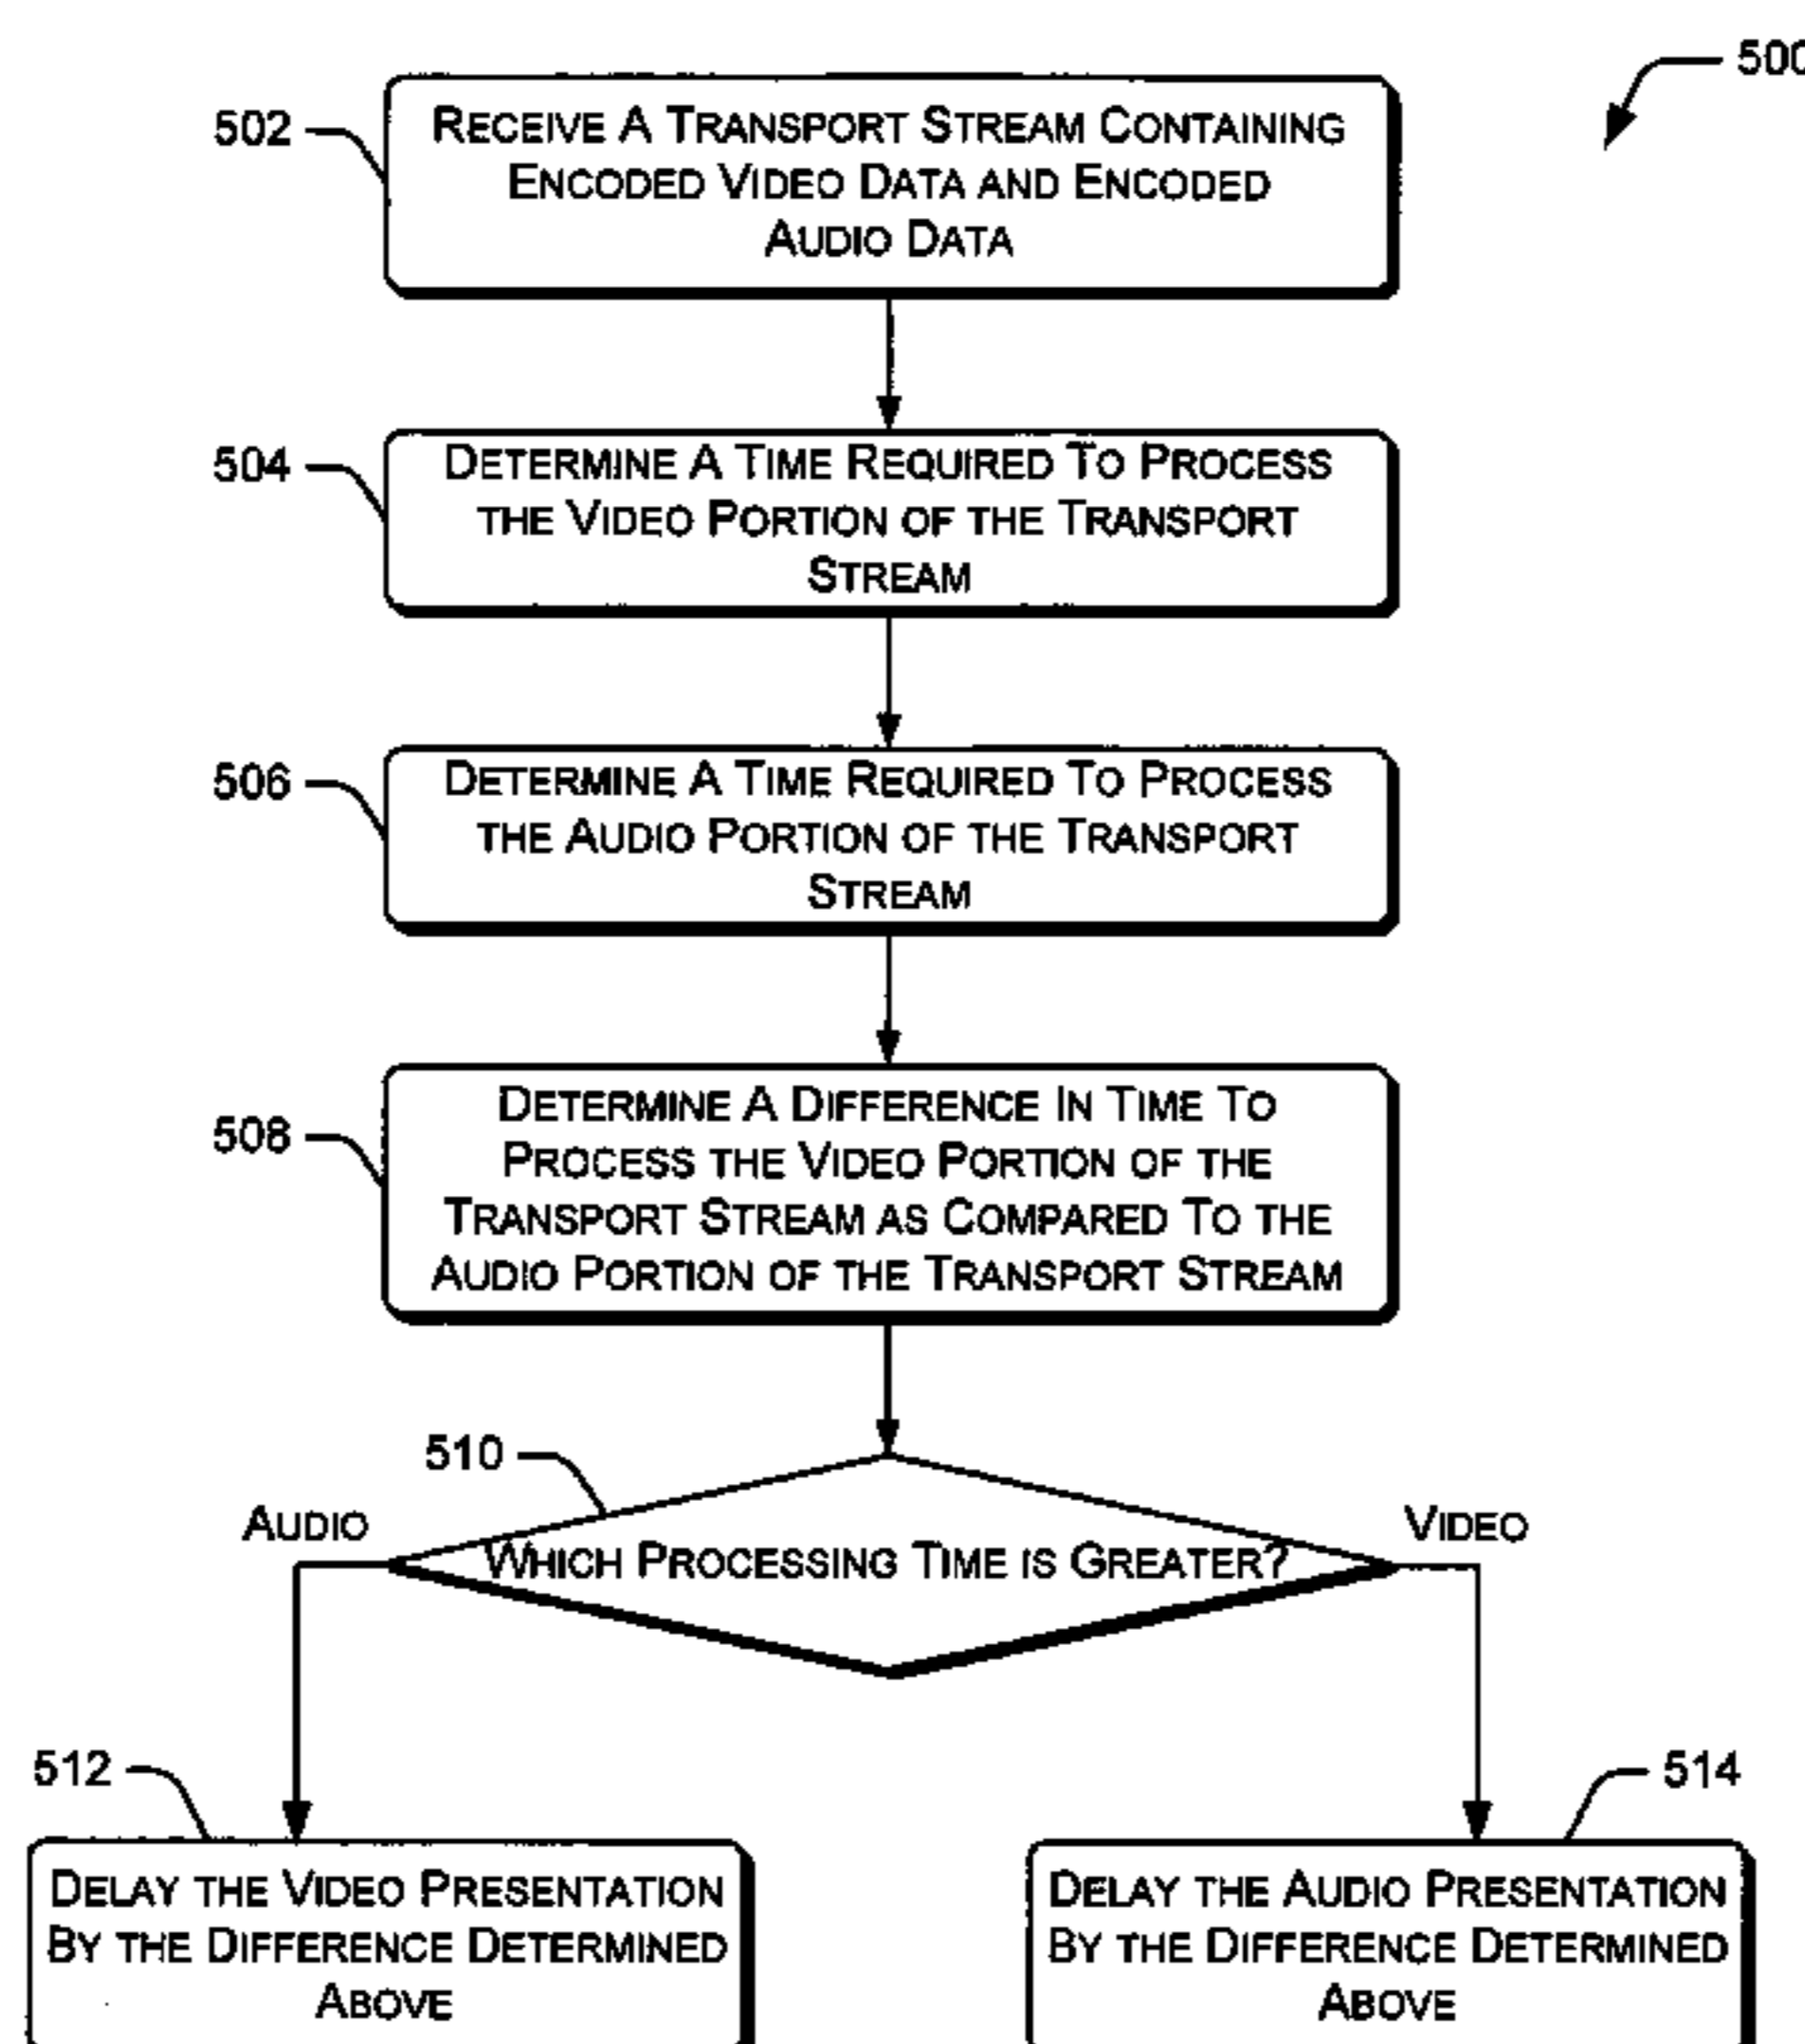 500
502
RECEIVE A TRANSPORT STREAM CONTAINING
ENCODED VIDEO DATA AND ENCODED
AUDIO DATA
504
DETERMINE A TIME REQUIRED TO PROCESS
THE VIDEO PORTION OF THE TRANSPORT
STREAM
506
DETERMINE A TIME REQUIRED TO PROCESS
THE AUDIO PORTION OF THE TRANSPORT
STREAM
508
DETERMINE A DIFFERENCE IN TIME TO
PROCESS THE VIDEO PORTION OF THE
TRANSPORT STREAM AS COMPARED TO THE
AUDIO PORTION OF THE TRANSPORT STREAM
510
AUDIO
VIDEO
WHICH PROCESSING TIME IS GREATER?
512
DELAY THE VIDEO PRESENTATION
BY THE DIFFERENCE DETERMINED
ABOVE
514
DELAY THE AUDIO PRESENTATION
BY THE DIFFERENCE DETERMINED
ABOVE